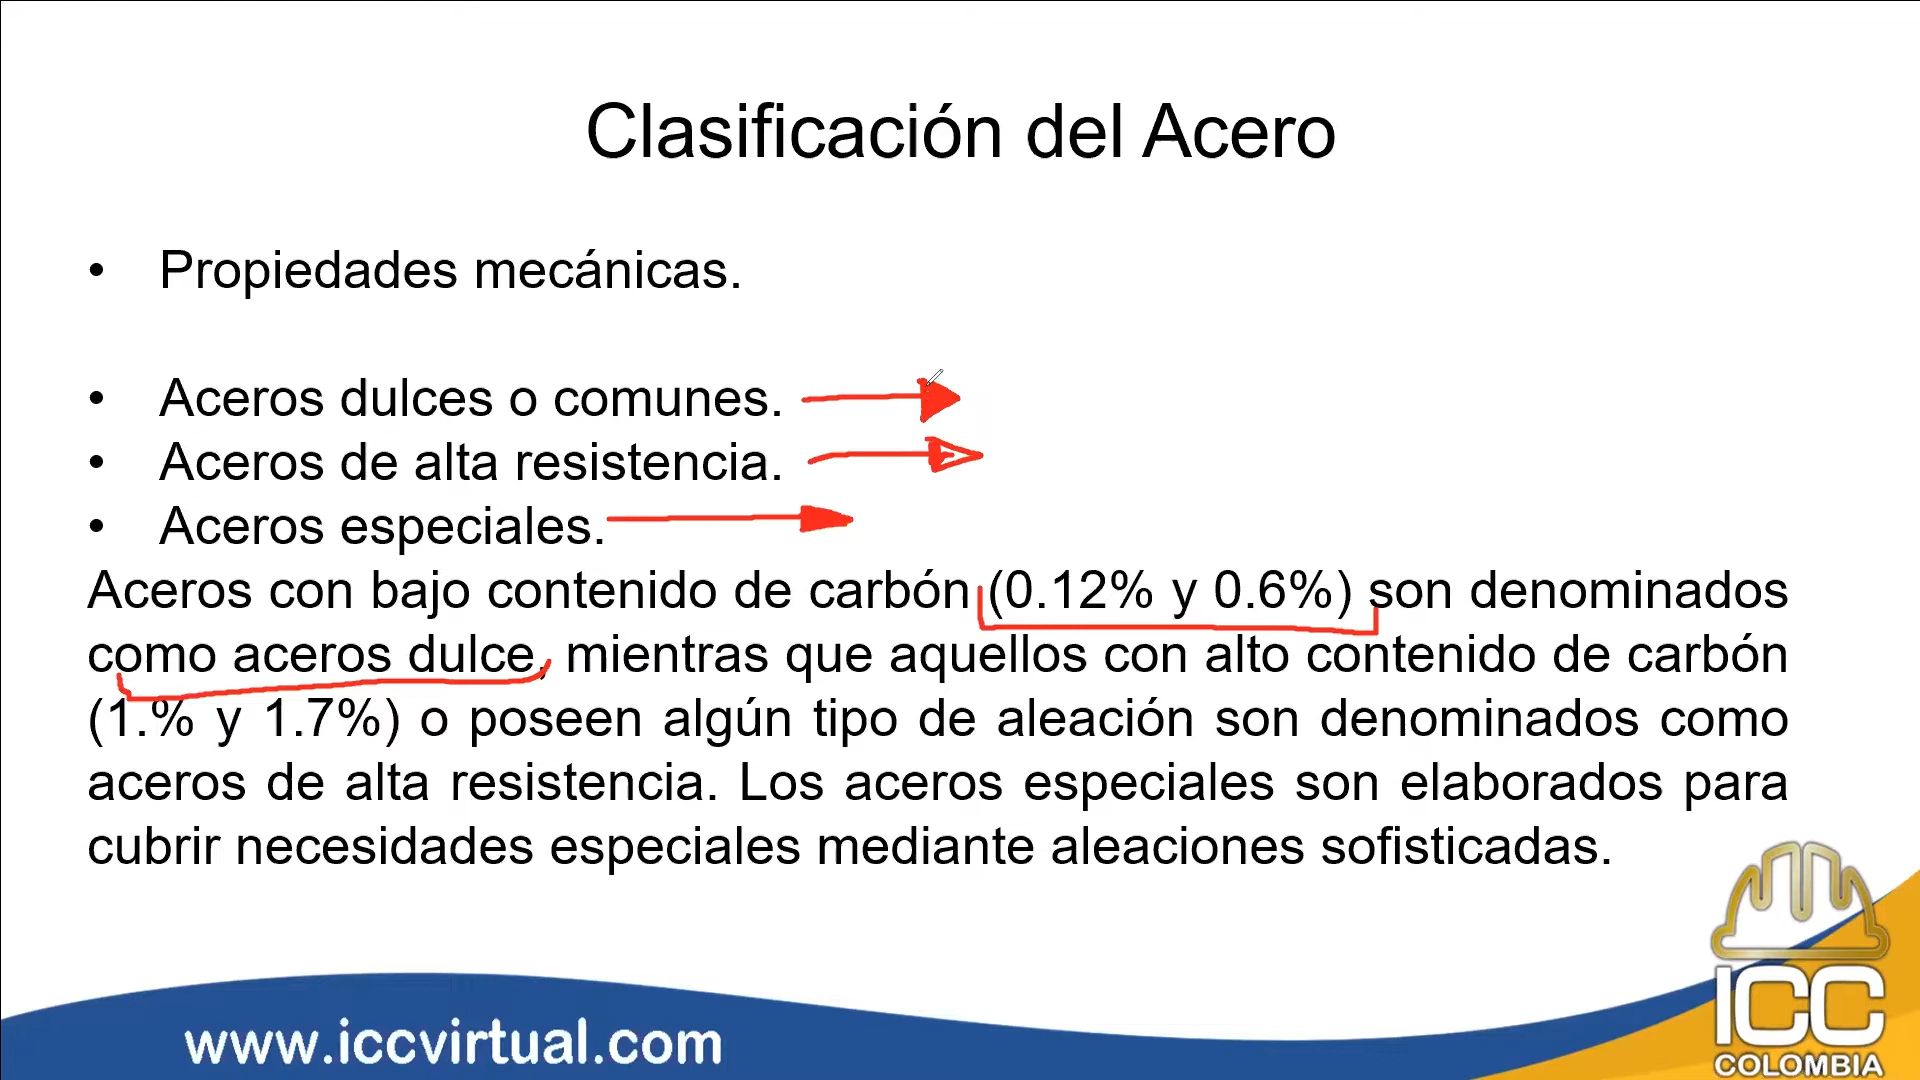 Clasificación del Acero
• Propiedades mecánicas.
• Aceros dulces o comunes.
• Aceros de alta resistencia.
• Aceros especiales.
Aceros con bajo contenido de carbón (0.12% y 0.6%) son denominados
como aceros dulce, mientras que aquellos con alto contenido de carbón
(1.% y 1.7%) o poseen algún tipo de aleación son denominados como
aceros de alta resistencia. Los aceros especiales son elaborados para
cubrir necesidades especiales mediante aleaciones sofisticadas.
www.iccvirtual.com
ICC
COLOMBIA